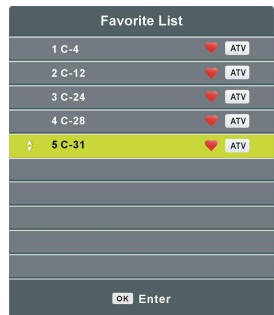 Favorite List
1 C-4 ATV
2 C-12 ATV
3 C-24 ATV
4 C-28 ATV
5 C-31 ATV
OK Enter